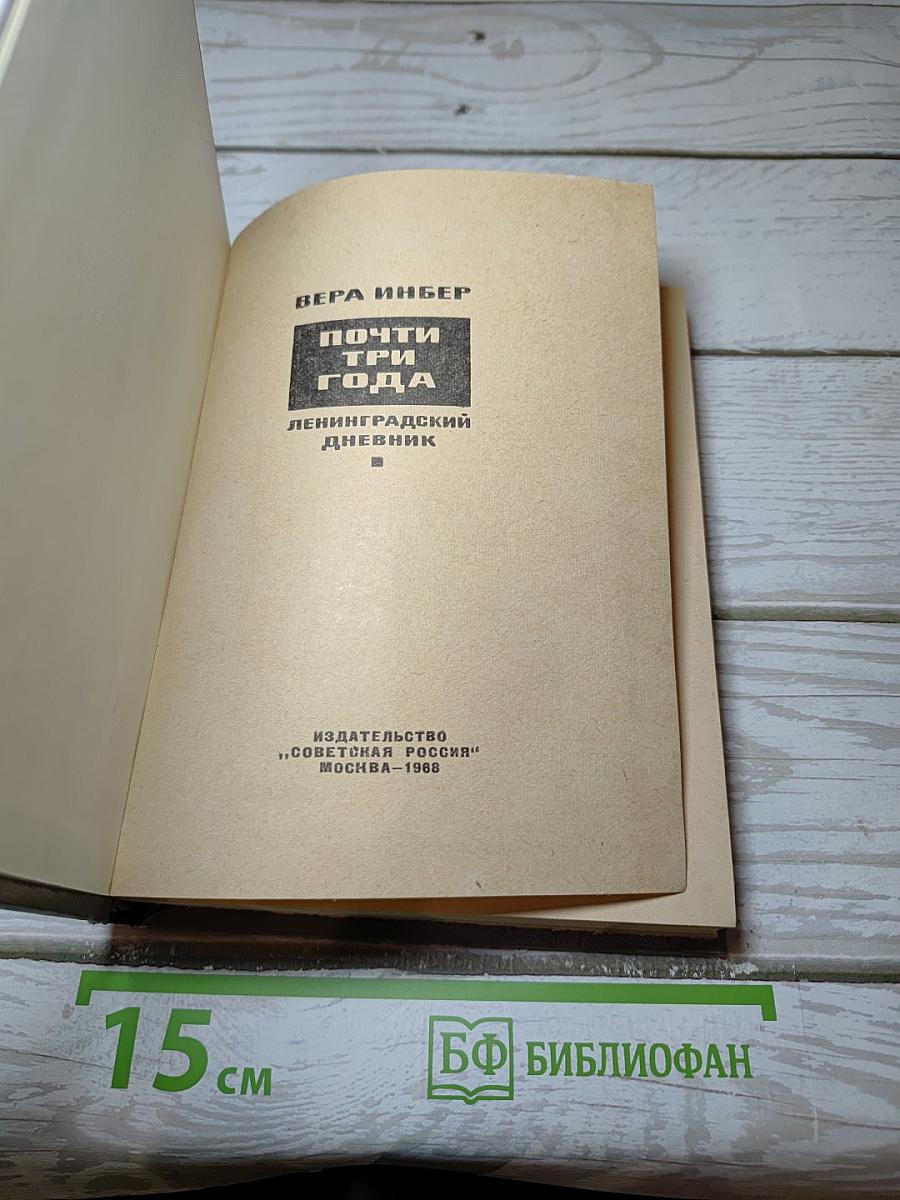 ВЕРА ИНБЕР
ПОЧТИ
ТРИ
ГОДА
ЛЕНИНГРАДСКИЙ
ДНЕВНИК
ИЗДАТЕЛЬСТВО
„СОВЕТСКАЯ РОССИЯ“
МОСКВА—1968
15 см
БФ БИБЛИОФАН